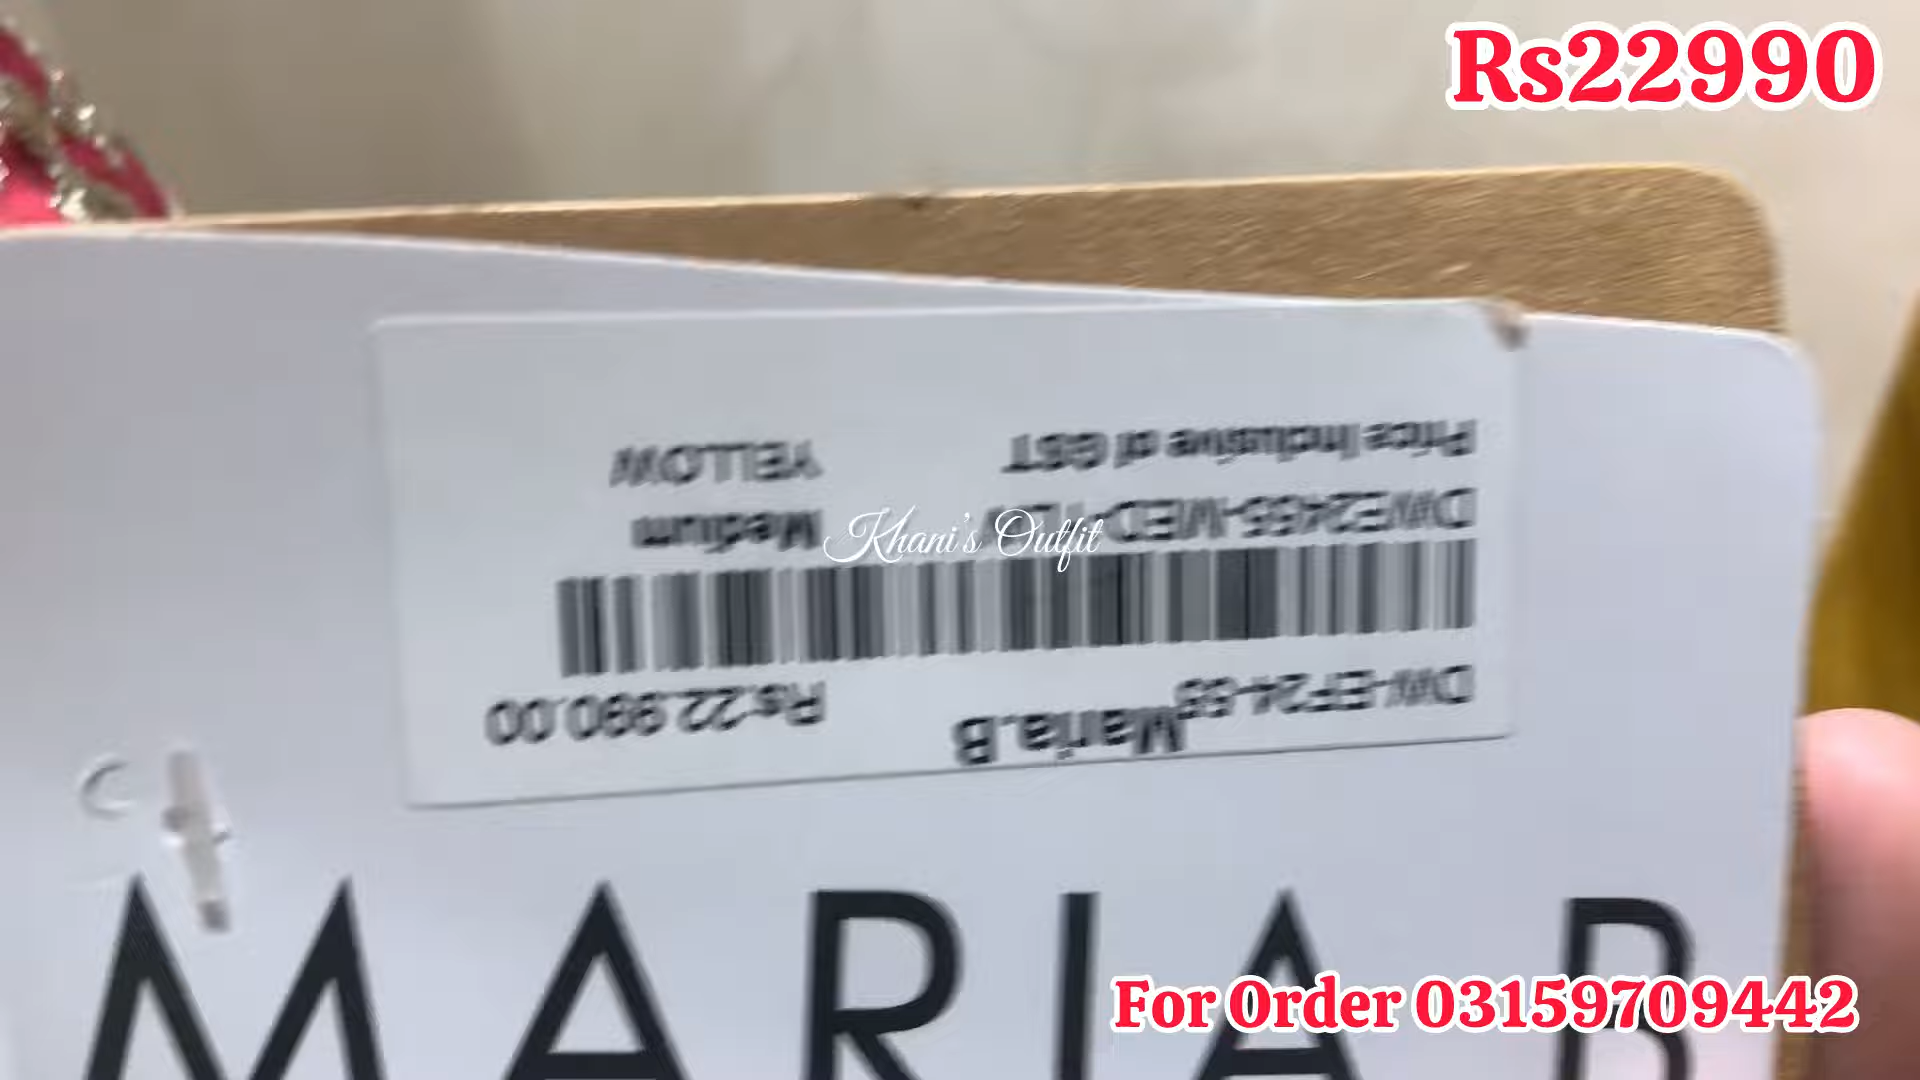 Rs22990
Price Inclusive of GST
YELLOW
Medium
Khani's Outfit
Rs:22,990.00
Maria.B
MARIA B
For Order 03159709442